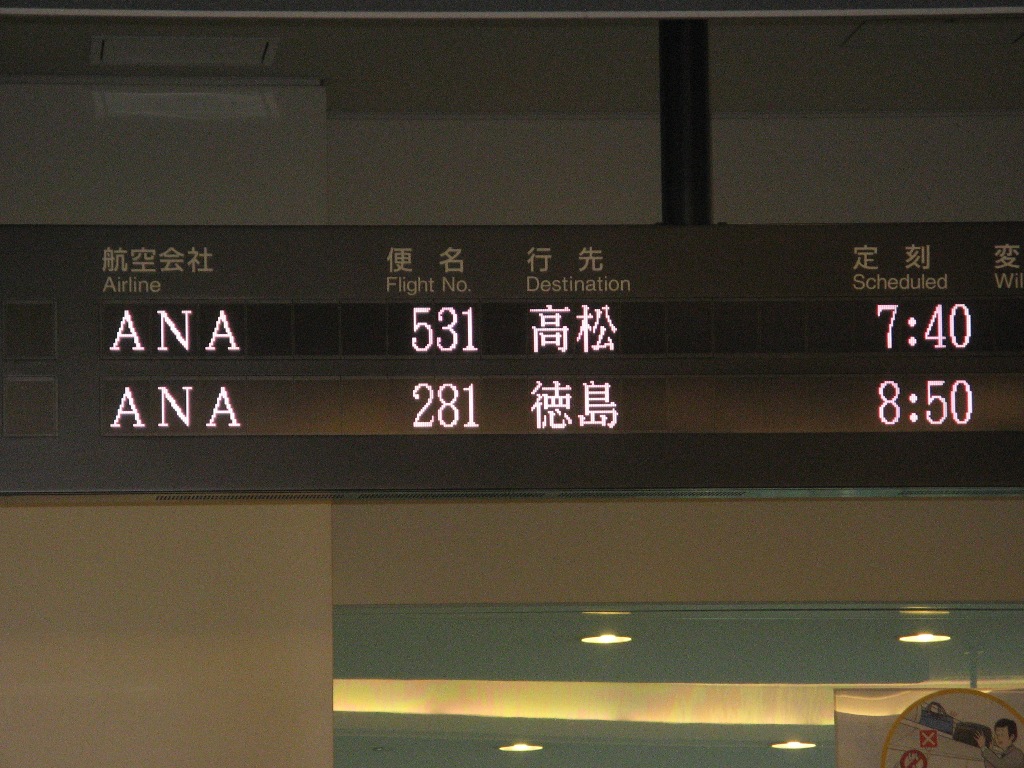 航空会社 便名 行先 定刻 変
Airline Flight No. Destination Scheduled Wil
ANA 531 高松 7:40
ANA 281 徳島 8:50